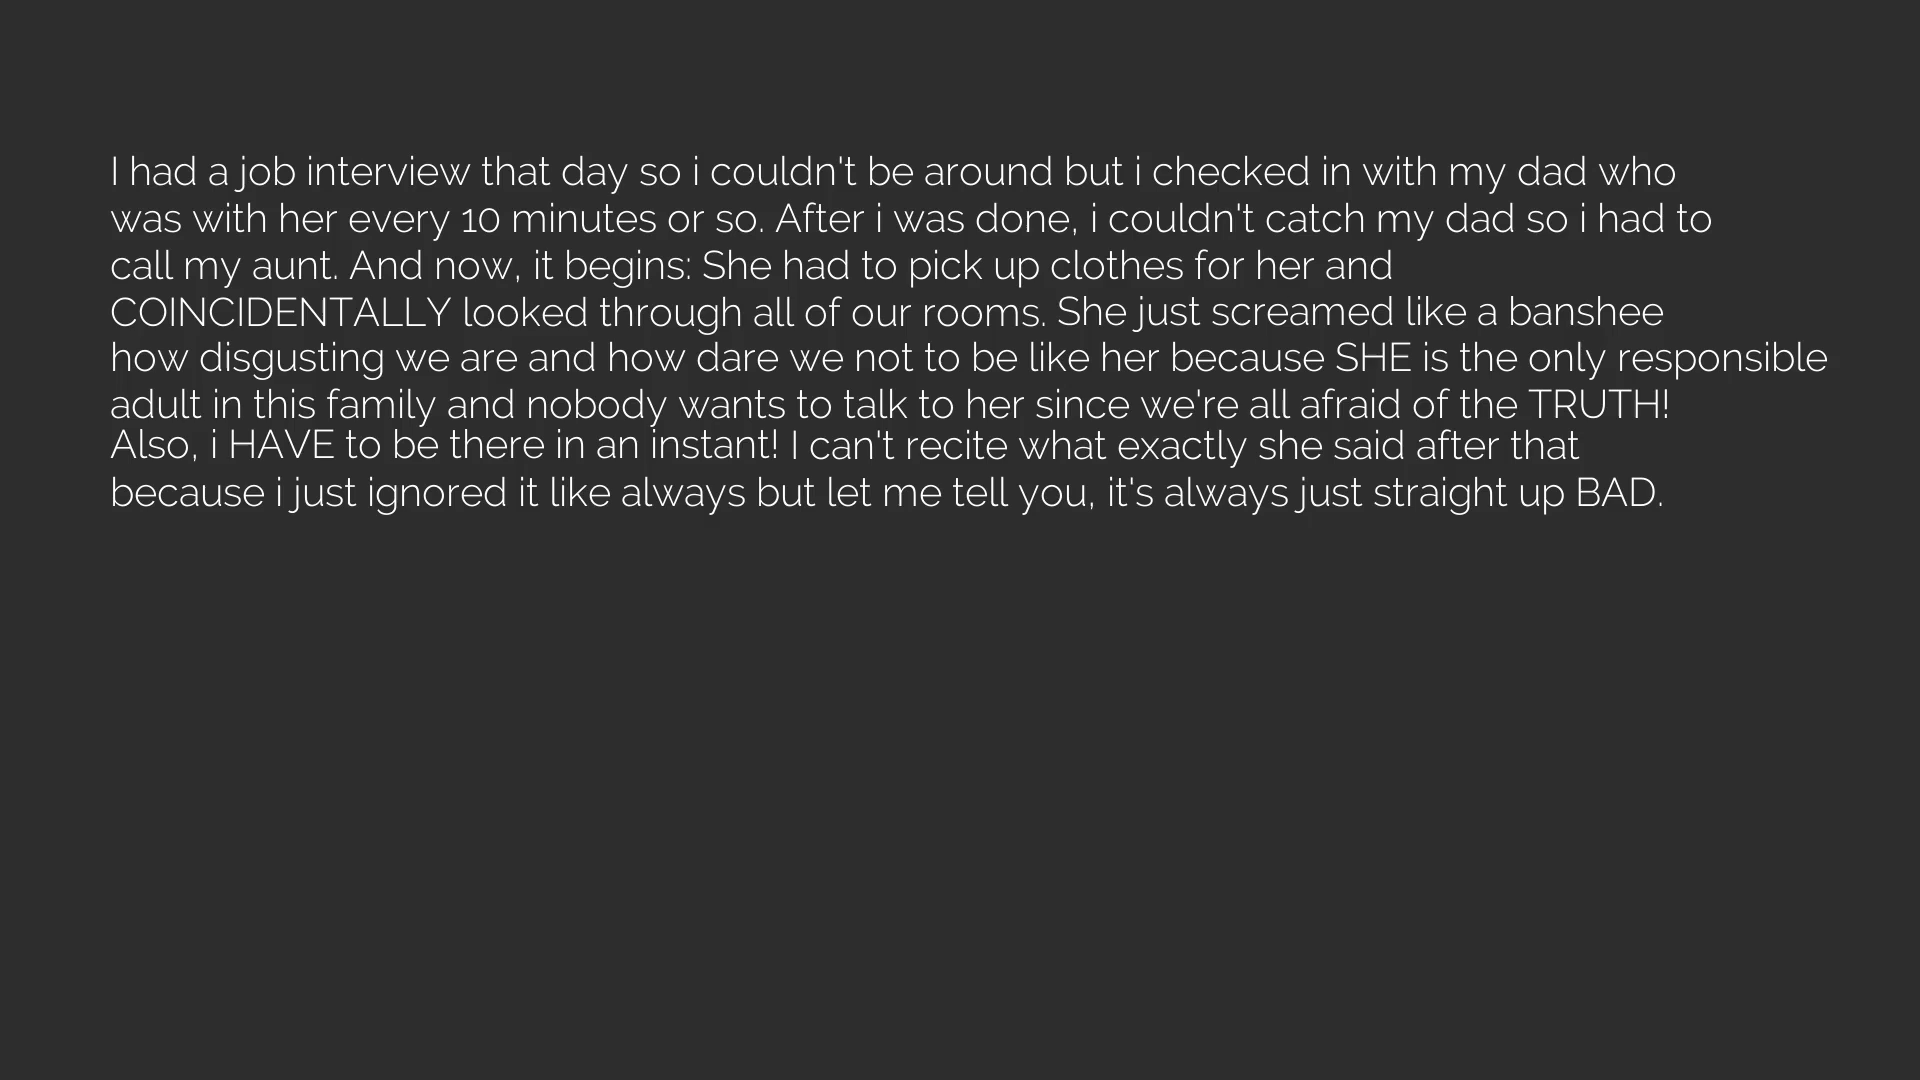 I had a job interview that day so i couldn't be around but i checked in with my dad who
was with her every 10 minutes or so. After i was done, i couldn't catch my dad so i had to
call my aunt. And now, it begins: She had to pick up clothes for her and
COINCIDENTALLY looked through all of our rooms. She just screamed like a banshee
how disgusting we are and how dare we not to be like her because SHE is the only responsible
adult in this family and nobody wants to talk to her since we're all afraid of the TRUTH!
Also, i HAVE to be there in an instant! I can't recite what exactly she said after that
because i just ignored it like always but let me tell you, it's always just straight up BAD.